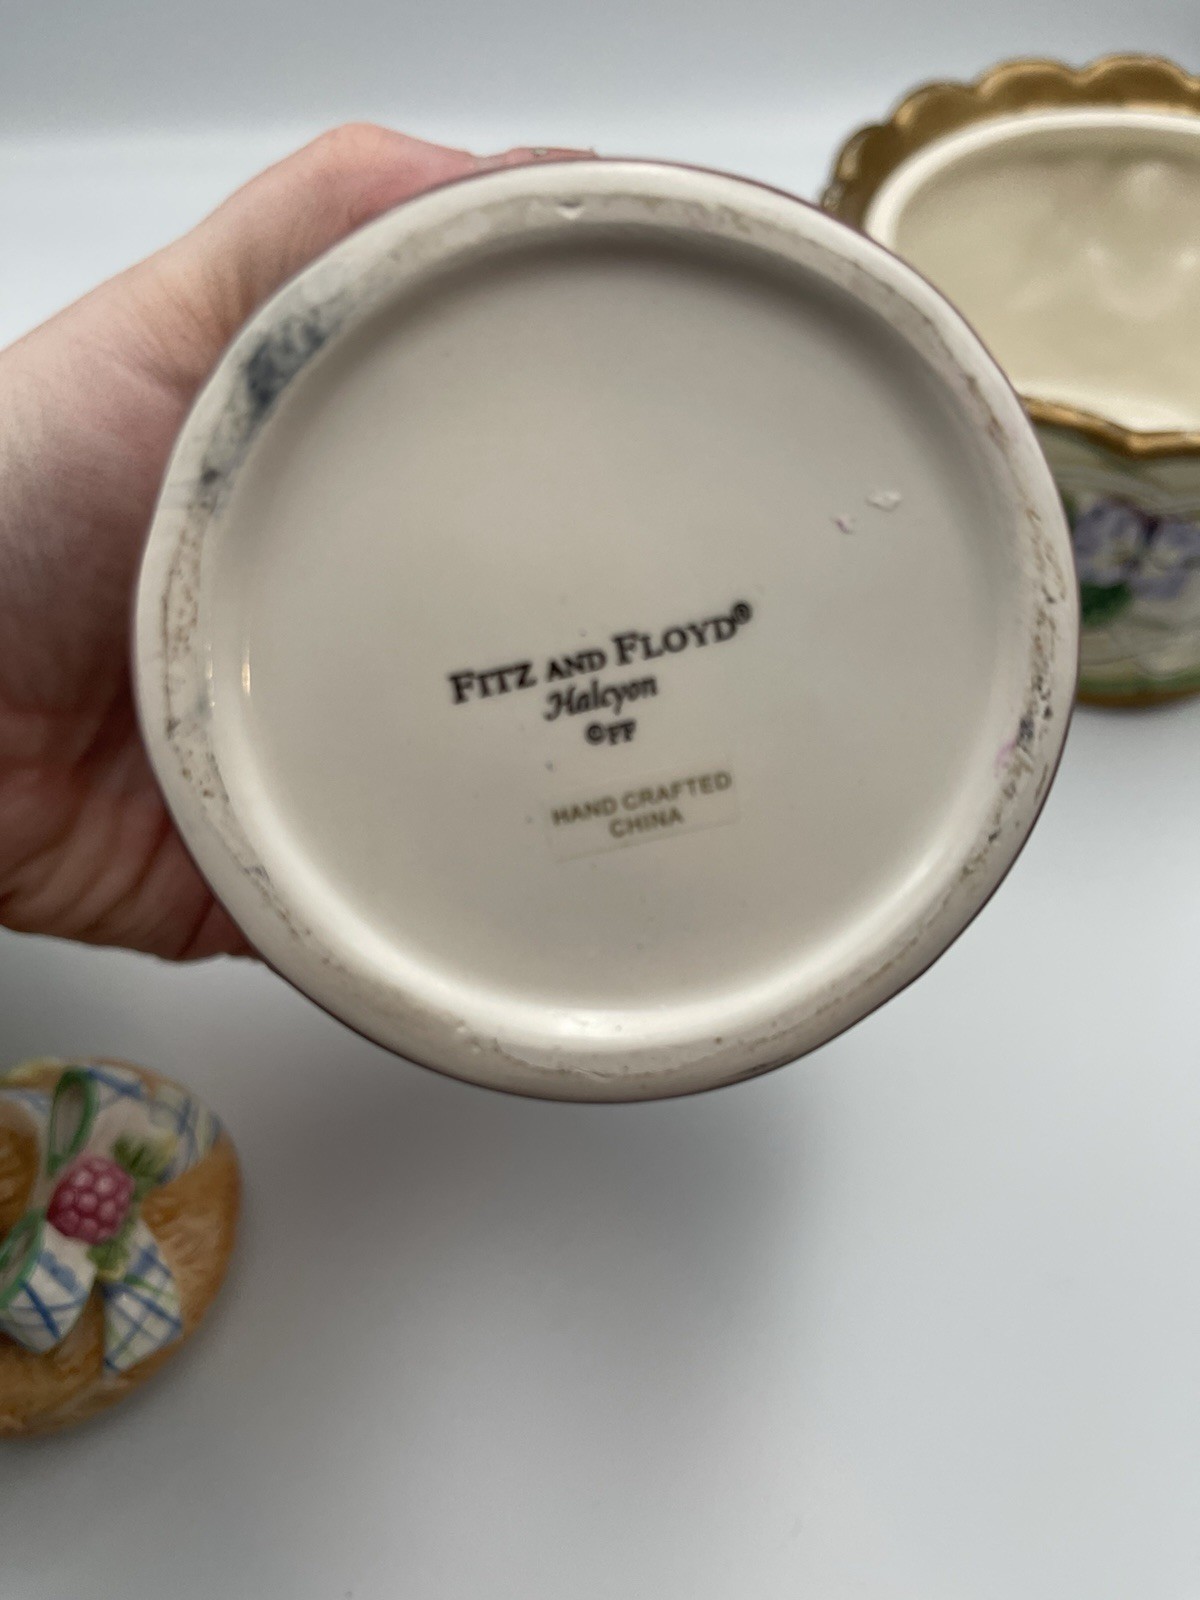 FITZ AND FLOYD®
Halcyon
©FF
HAND CRAFTED
CHINA